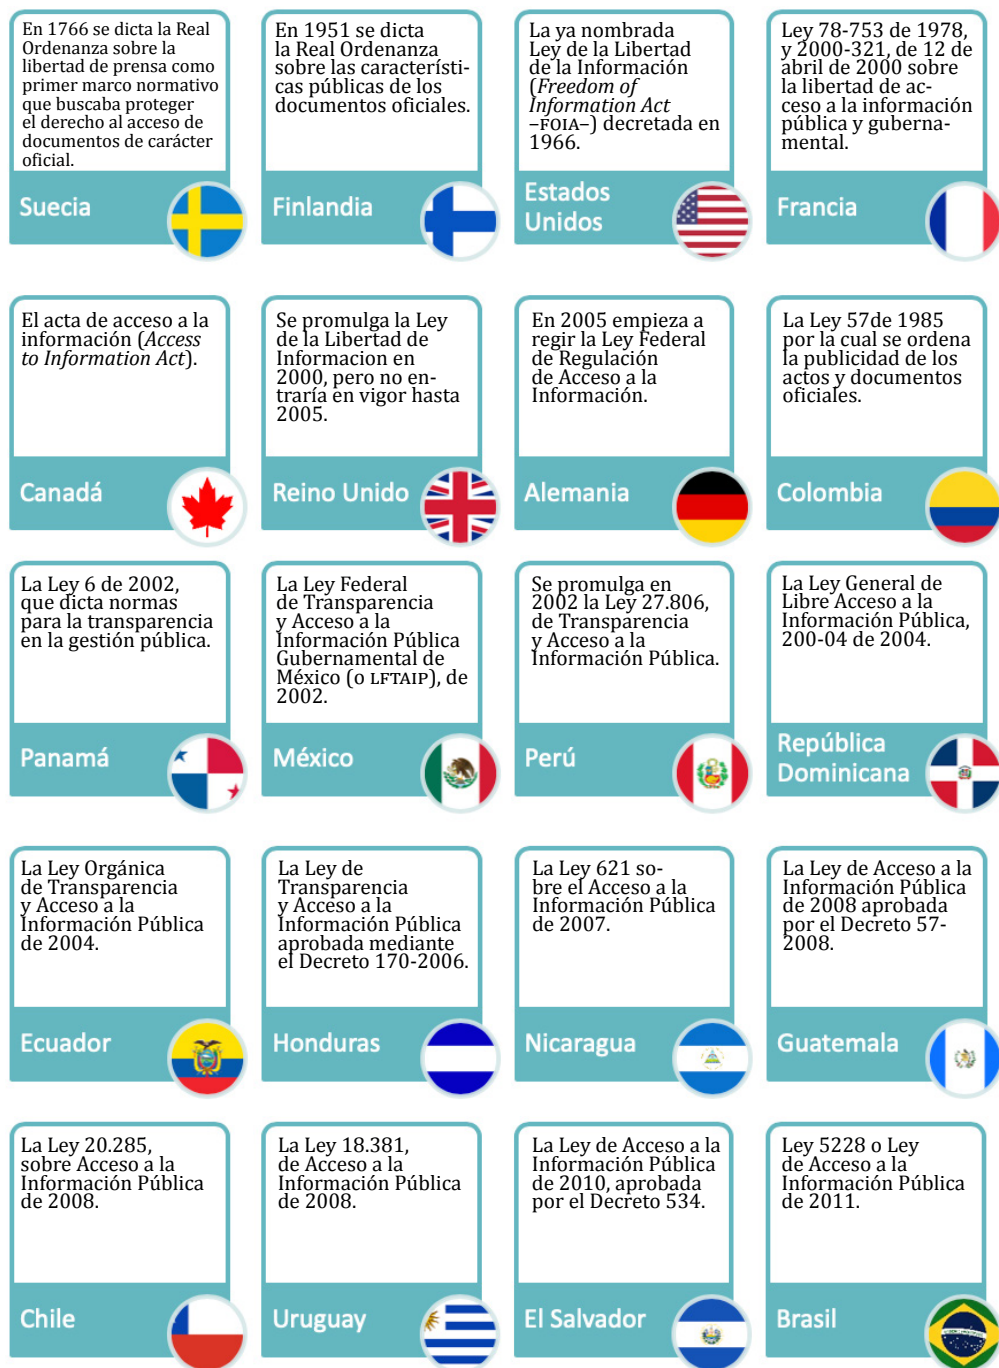 En 1766 se dicta la Real
Ordenanza sobre la
libertad de prensa como
primer marco normativo
que buscaba proteger
el derecho al acceso de
documentos de carácter
oficial.
Suecia
En 1951 se dicta
la Real Ordenanza
sobre las característi-
cas públicas de los
documentos oficiales.
Finlandia
La ya nombrada
Ley de la Libertad
de la Información
(Freedom of
Information Act
–FOIA–) decretada en
1966.
Estados
Unidos
Ley 78-753 de 1978,
y 2000-321, de 12 de
abril de 2000 sobre
la libertad de ac-
ceso a la información
pública y guberna-
mental.
Francia
El acta de acceso a la
información (Access
to Information Act).
Canadá
Se promulga la Ley
de la Libertad de
Informacion en
2000, pero no en-
traría en vigor hasta
2005.
Reino Unido
En 2005 empieza a
regir la Ley Federal
de Regulación
de Acceso a la
Información.
Alemania
La Ley 57de 1985
por la cual se ordena
la publicidad de los
actos y documentos
oficiales.
Colombia
La Ley 6 de 2002,
que dicta normas
para la transparencia
en la gestión pública.
Panamá
La Ley Federal
de Transparencia
y Acceso a la
Información Pública
Gubernamental de
México (o LFTAIP), de
2002.
México
Se promulga en
2002 la Ley 27.806,
de Transparencia
y Acceso a la
Información Pública.
Perú
La Ley General de
Libre Acceso a la
Información Pública,
200-04 de 2004.
República
Dominicana
La Ley Orgánica
de Transparencia
y Acceso a la
Información Pública
de 2004.
Ecuador
La Ley de
Transparencia
y Acceso a la
Información Pública
aprobada mediante
el Decreto 170-2006.
Honduras
La Ley 621 so-
bre el Acceso a la
Información Pública
de 2007.
Nicaragua
La Ley de Acceso a la
Información Pública
de 2008 aprobada
por el Decreto 57-
2008.
Guatemala
La Ley 20.285,
sobre Acceso a la
Información Pública
de 2008.
Chile
La Ley 18.381,
de Acceso a la
Información Pública
de 2008.
Uruguay
La Ley de Acceso a la
Información Pública
de 2010, aprobada
por el Decreto 534.
El Salvador
Ley 5228 o Ley
de Acceso a la
Información Pública
de 2011.
Brasil